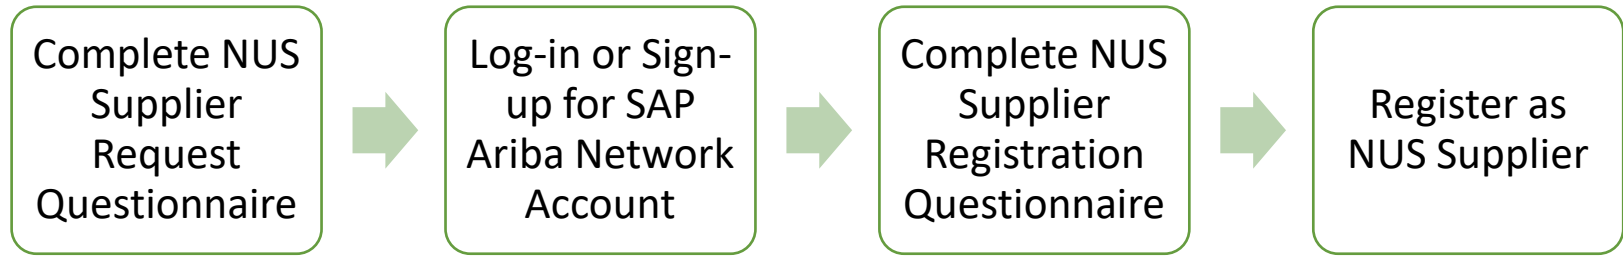 Complete NUS
Supplier
Request
Questionnaire
Log-in or Sign-
up for SAP
Ariba Network
Account
Complete NUS
Supplier
Registration
Questionnaire
Register as
NUS Supplier